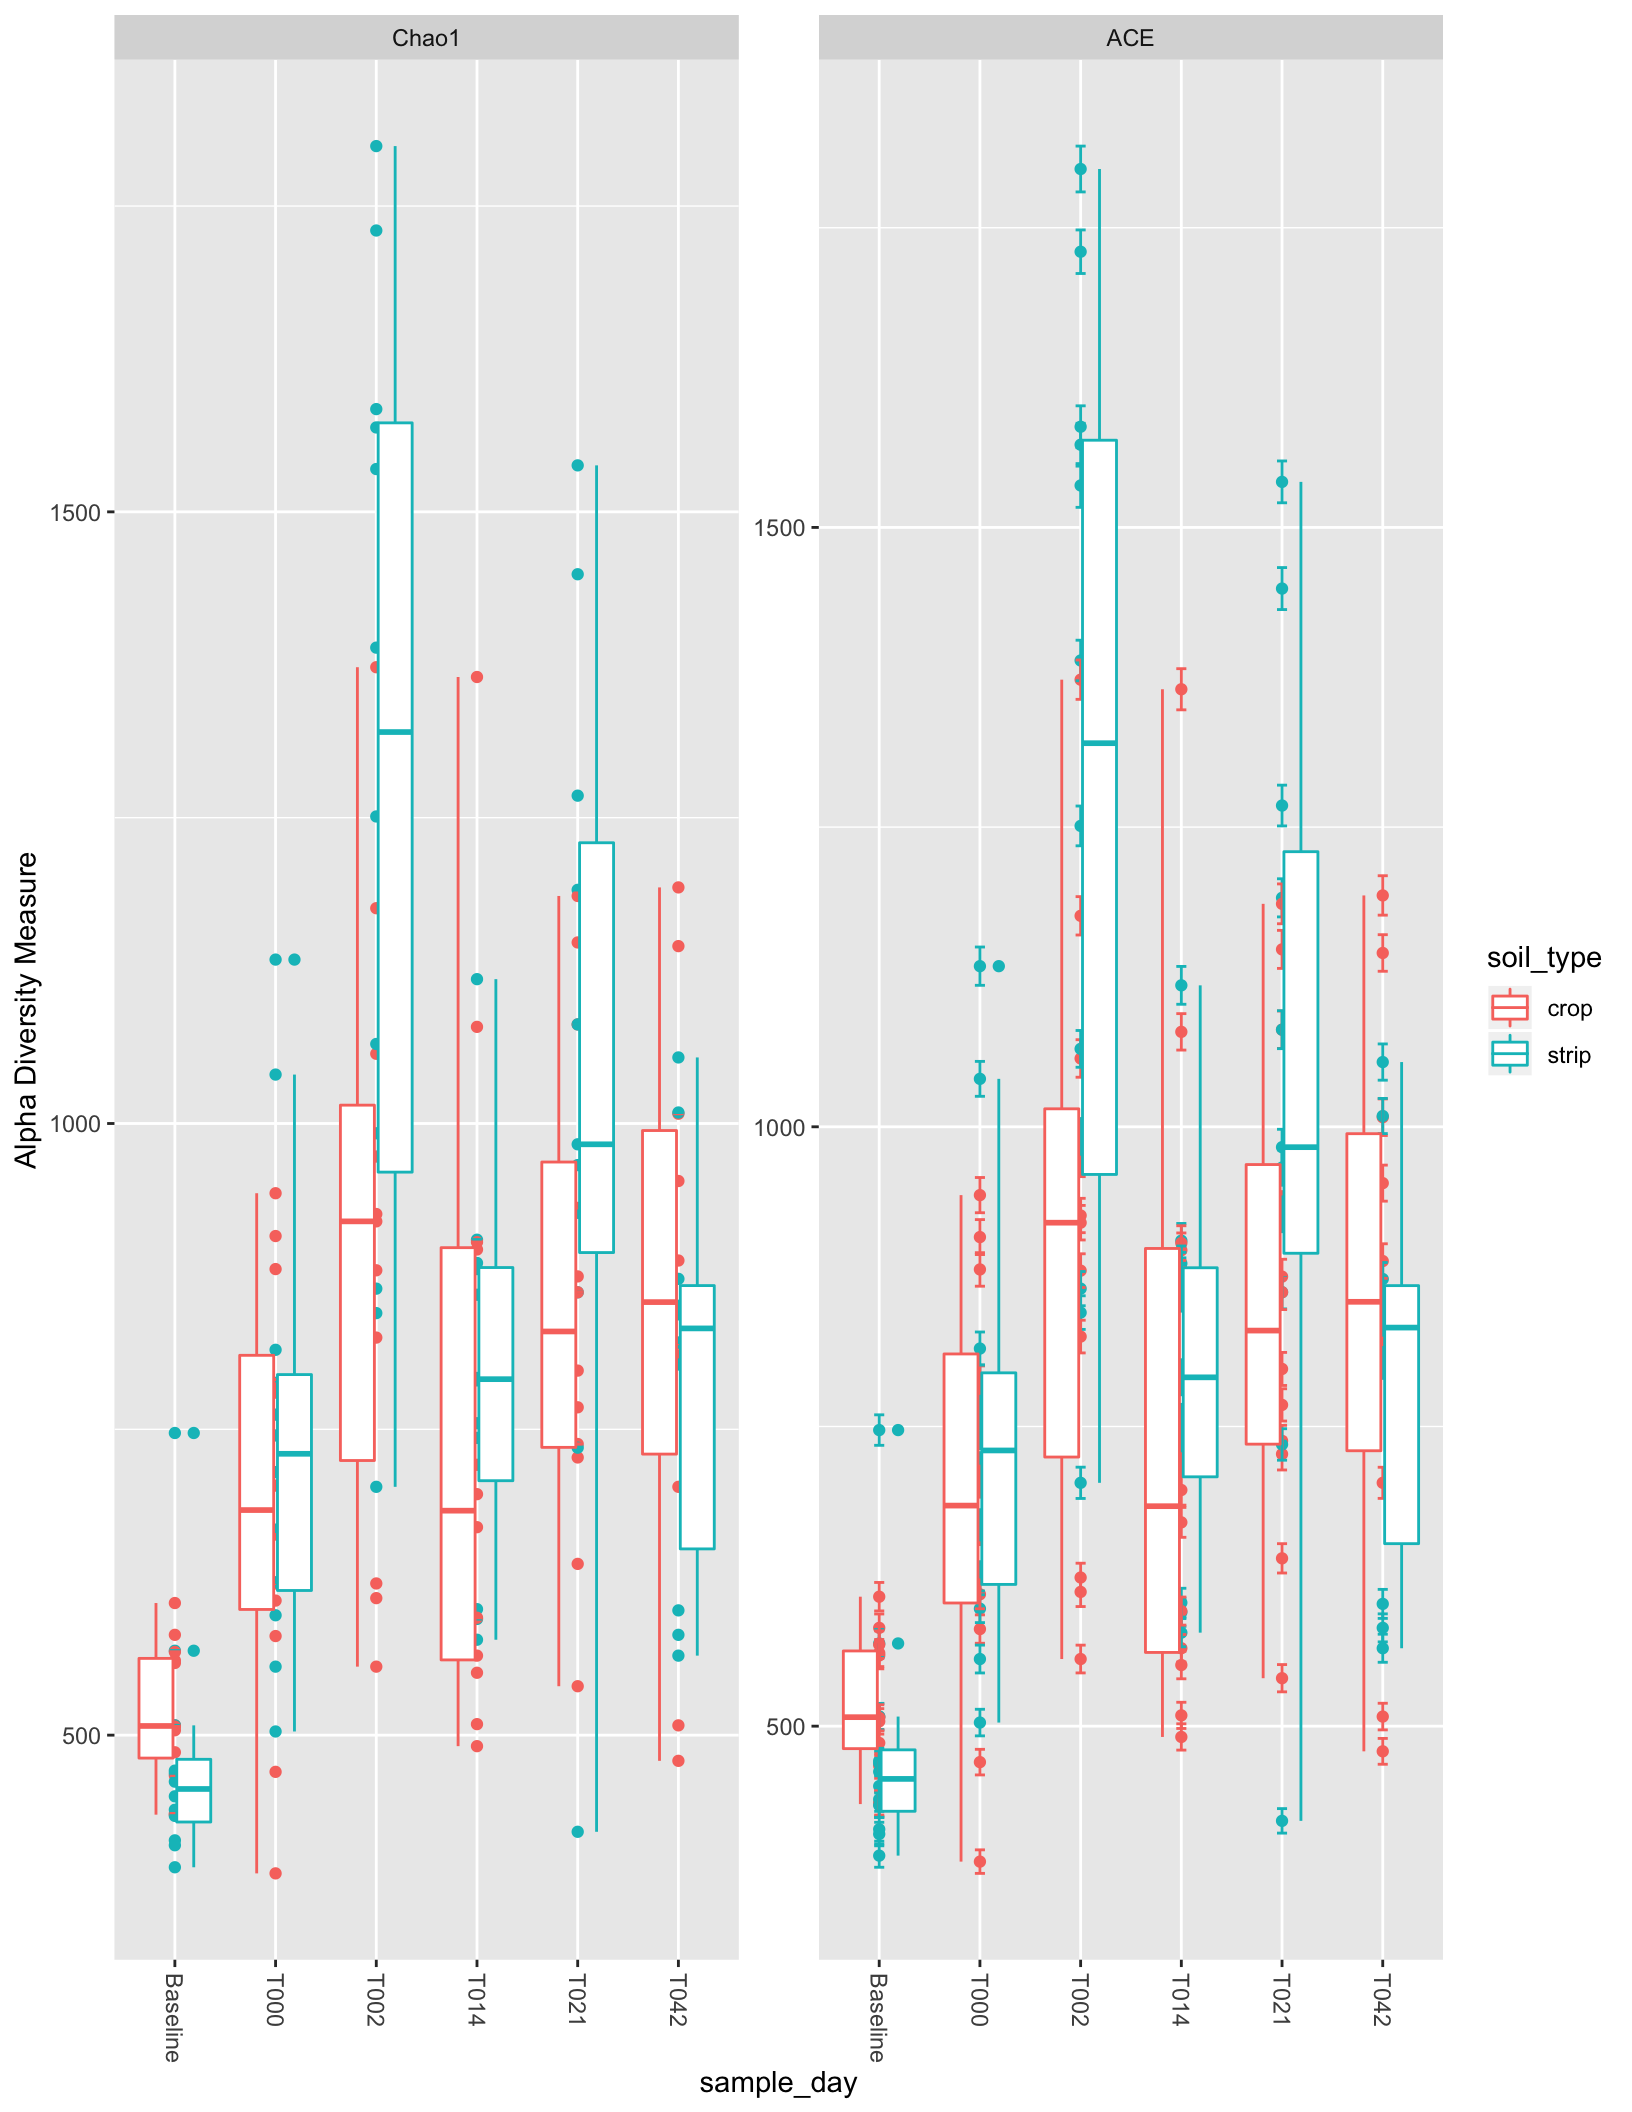 Chao1
ACE
Alpha Diversity Measure
1500
1000
500
1500
1000
500
Baseline
T000
T002
T014
T021
T042
Baseline
T000
T002
T014
T021
T042
sample_day
soil_type
crop
strip